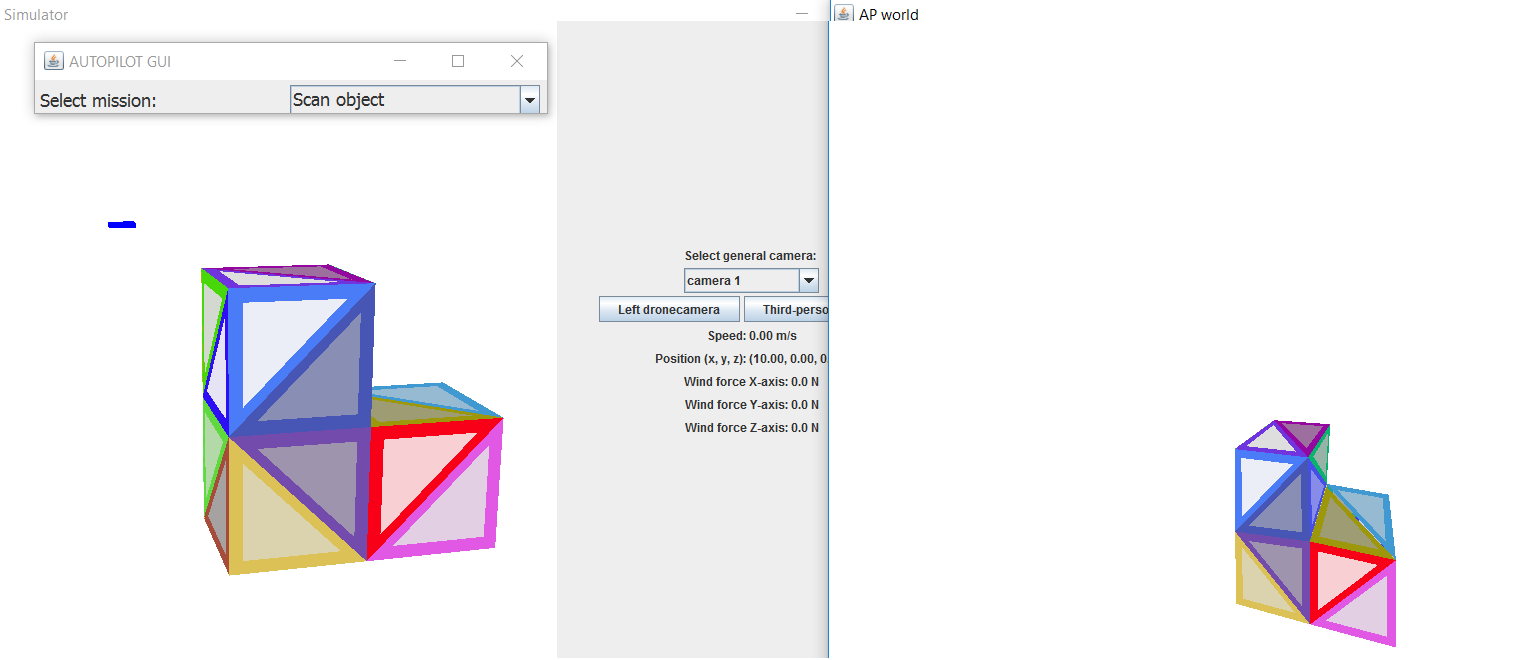 Simulator
AUTOPILOT GUI
Select mission:
Scan object
Select general camera:
camera 1
Left dronecamera
Third-perso
Speed: 0.00 m/s
Position (x, y, z): (10.00, 0.00, 0.
Wind force X-axis: 0.0 N
Wind force Y-axis: 0.0 N
Wind force Z-axis: 0.0 N
AP world